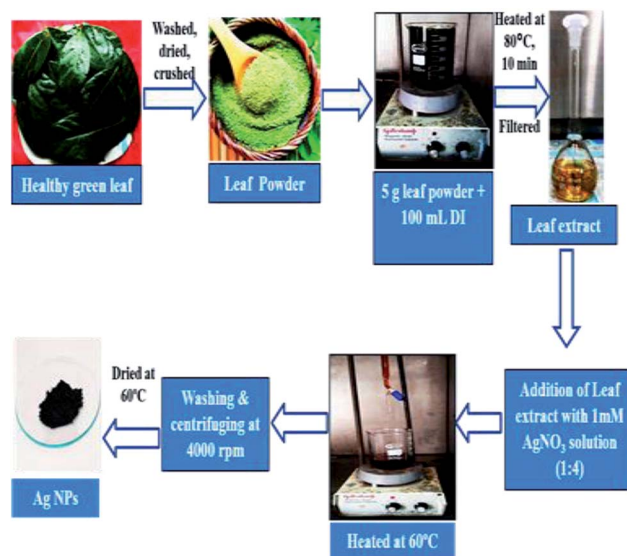 Washed,
dried,
crushed
Heated at
80°C,
10 min
Filtered
Healthy green leaf
Leaf Powder
5 g leaf powder +
100 mL DI
Leaf extract
Addition of Leaf
extract with 1mM
AgNO₃ solution
(1:4)
Heated at 60°C
Washing &
centrifuging at
4000 rpm
Dried at
60°C
Ag NPs